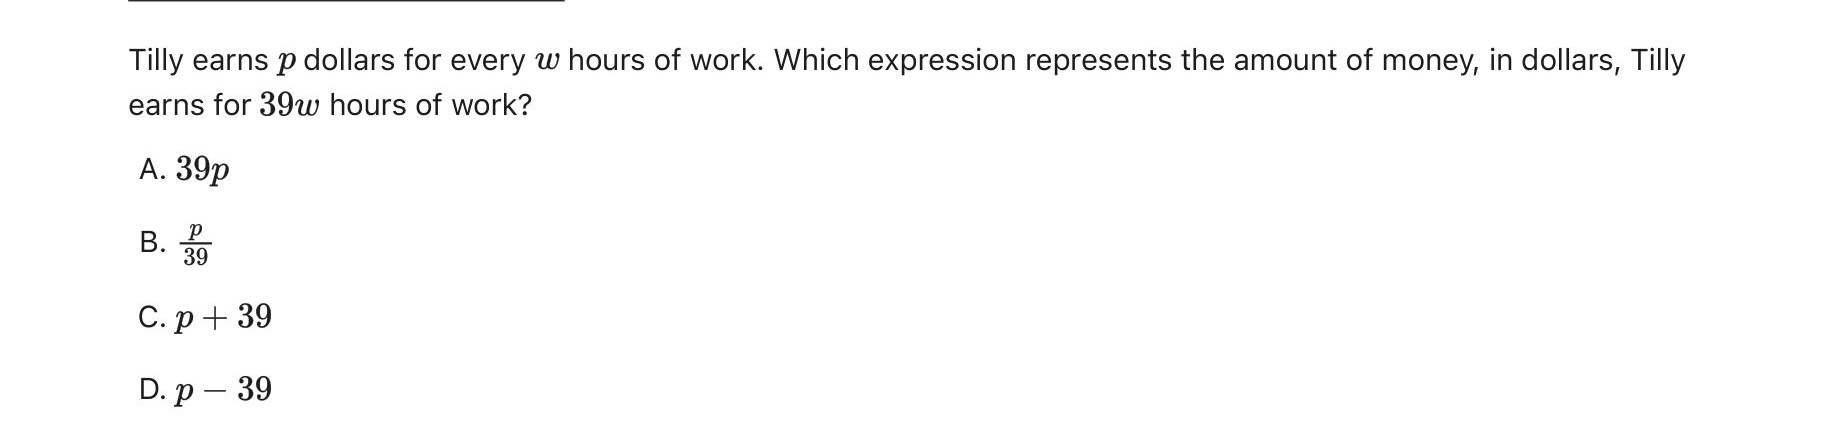 Tilly earns p dollars for every w hours of work. Which expression represents the amount of money, in dollars, Tilly
earns for 39w hours of work?
A. 39p
B. p/39
C. p + 39
D. p − 39